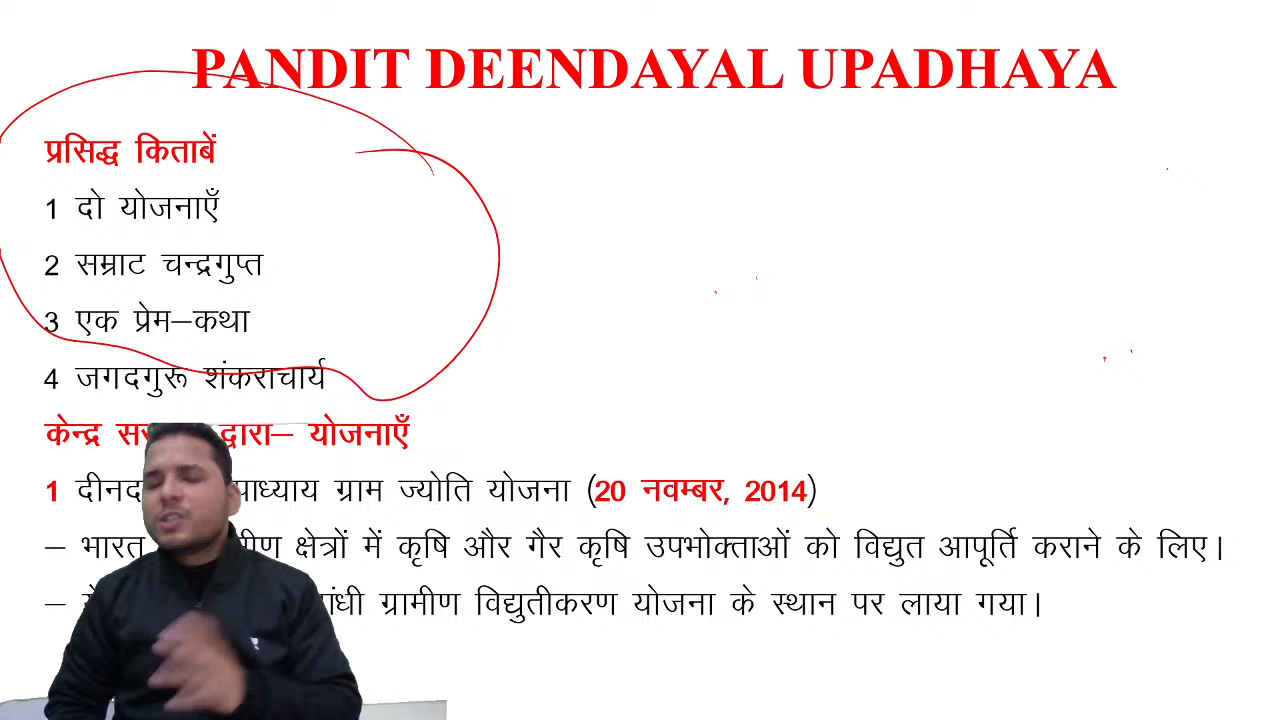 PANDIT DEENDAYAL UPADHAYA
प्रसिद्ध किताबें
1 दो योजनाएँ
2 सम्राट चन्द्रगुप्त
3 एक प्रेम–कथा
4 जगदगुरू शंकराचार्य
केन्द्र द्वारा– योजनाएँ
1 ग्राम ज्योति योजना (20 नवम्बर, 2014)
– भारत क्षेत्रों में कृषि और गैर कृषि उपभोक्ताओं को विद्युत आपूर्ति कराने के लिए।
– ग्रामीण विद्युतीकरण योजना के स्थान पर लाया गया।